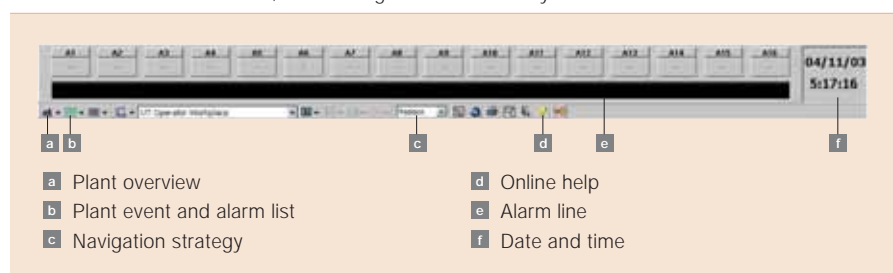 A1 A2 A3 A4 A5 A6 A7 A8 A9 A10 A11 A12 A13 A14 A15 A16
04/11/03
5:17:16
Operator Workplace
a b c d e f
a Plant overview
b Plant event and alarm list
c Navigation strategy
d Online help
e Alarm line
f Date and time